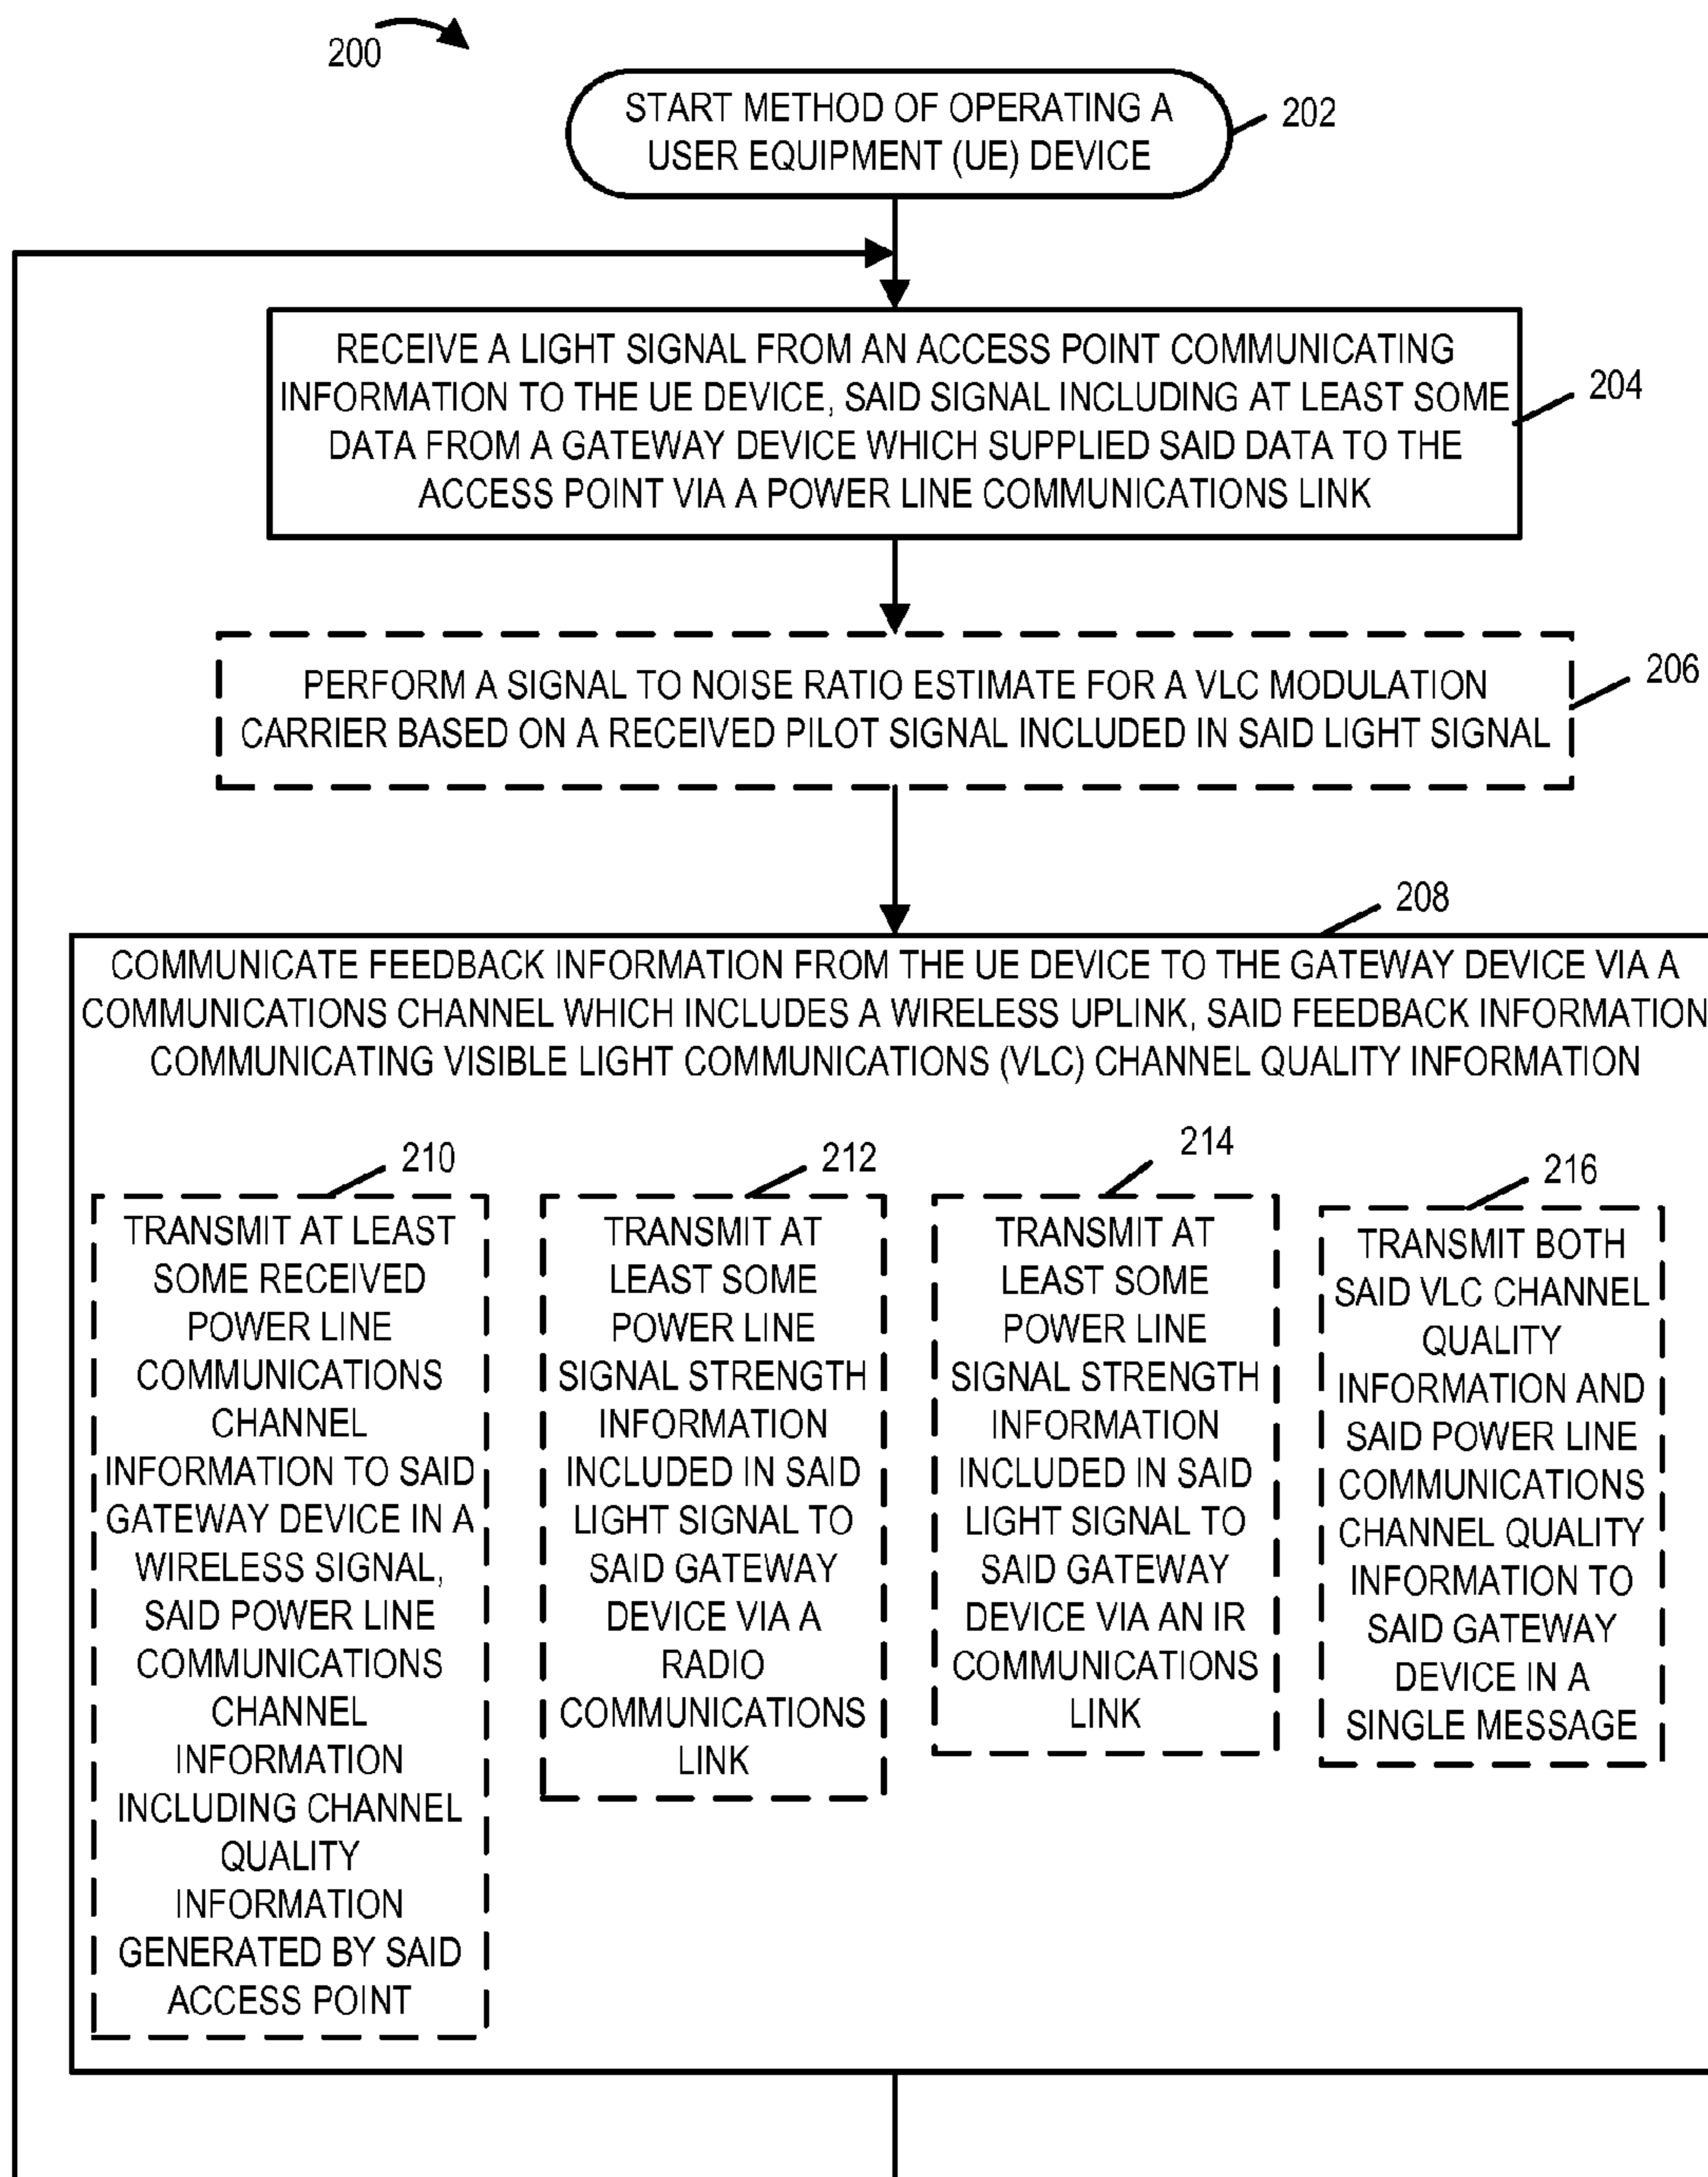 200
START METHOD OF OPERATING A
USER EQUIPMENT (UE) DEVICE
202
RECEIVE A LIGHT SIGNAL FROM AN ACCESS POINT COMMUNICATING
INFORMATION TO THE UE DEVICE, SAID SIGNAL INCLUDING AT LEAST SOME
DATA FROM A GATEWAY DEVICE WHICH SUPPLIED SAID DATA TO THE
ACCESS POINT VIA A POWER LINE COMMUNICATIONS LINK
204
PERFORM A SIGNAL TO NOISE RATIO ESTIMATE FOR A VLC MODULATION
CARRIER BASED ON A RECEIVED PILOT SIGNAL INCLUDED IN SAID LIGHT SIGNAL
206
208
COMMUNICATE FEEDBACK INFORMATION FROM THE UE DEVICE TO THE GATEWAY DEVICE VIA A
COMMUNICATIONS CHANNEL WHICH INCLUDES A WIRELESS UPLINK, SAID FEEDBACK INFORMATION
COMMUNICATING VISIBLE LIGHT COMMUNICATIONS (VLC) CHANNEL QUALITY INFORMATION
210
TRANSMIT AT LEAST
SOME RECEIVED
POWER LINE
COMMUNICATIONS
CHANNEL
INFORMATION TO SAID
GATEWAY DEVICE IN A
WIRELESS SIGNAL,
SAID POWER LINE
COMMUNICATIONS
CHANNEL
INFORMATION
INCLUDING CHANNEL
QUALITY
INFORMATION
GENERATED BY SAID
ACCESS POINT
212
TRANSMIT AT
LEAST SOME
POWER LINE
SIGNAL STRENGTH
INFORMATION
INCLUDED IN SAID
LIGHT SIGNAL TO
SAID GATEWAY
DEVICE VIA A
RADIO
COMMUNICATIONS
LINK
214
TRANSMIT AT
LEAST SOME
POWER LINE
SIGNAL STRENGTH
INFORMATION
INCLUDED IN SAID
LIGHT SIGNAL TO
SAID GATEWAY
DEVICE VIA AN IR
COMMUNICATIONS
LINK
216
TRANSMIT BOTH
SAID VLC CHANNEL
QUALITY
INFORMATION AND
SAID POWER LINE
COMMUNICATIONS
CHANNEL QUALITY
INFORMATION TO
SAID GATEWAY
DEVICE IN A
SINGLE MESSAGE